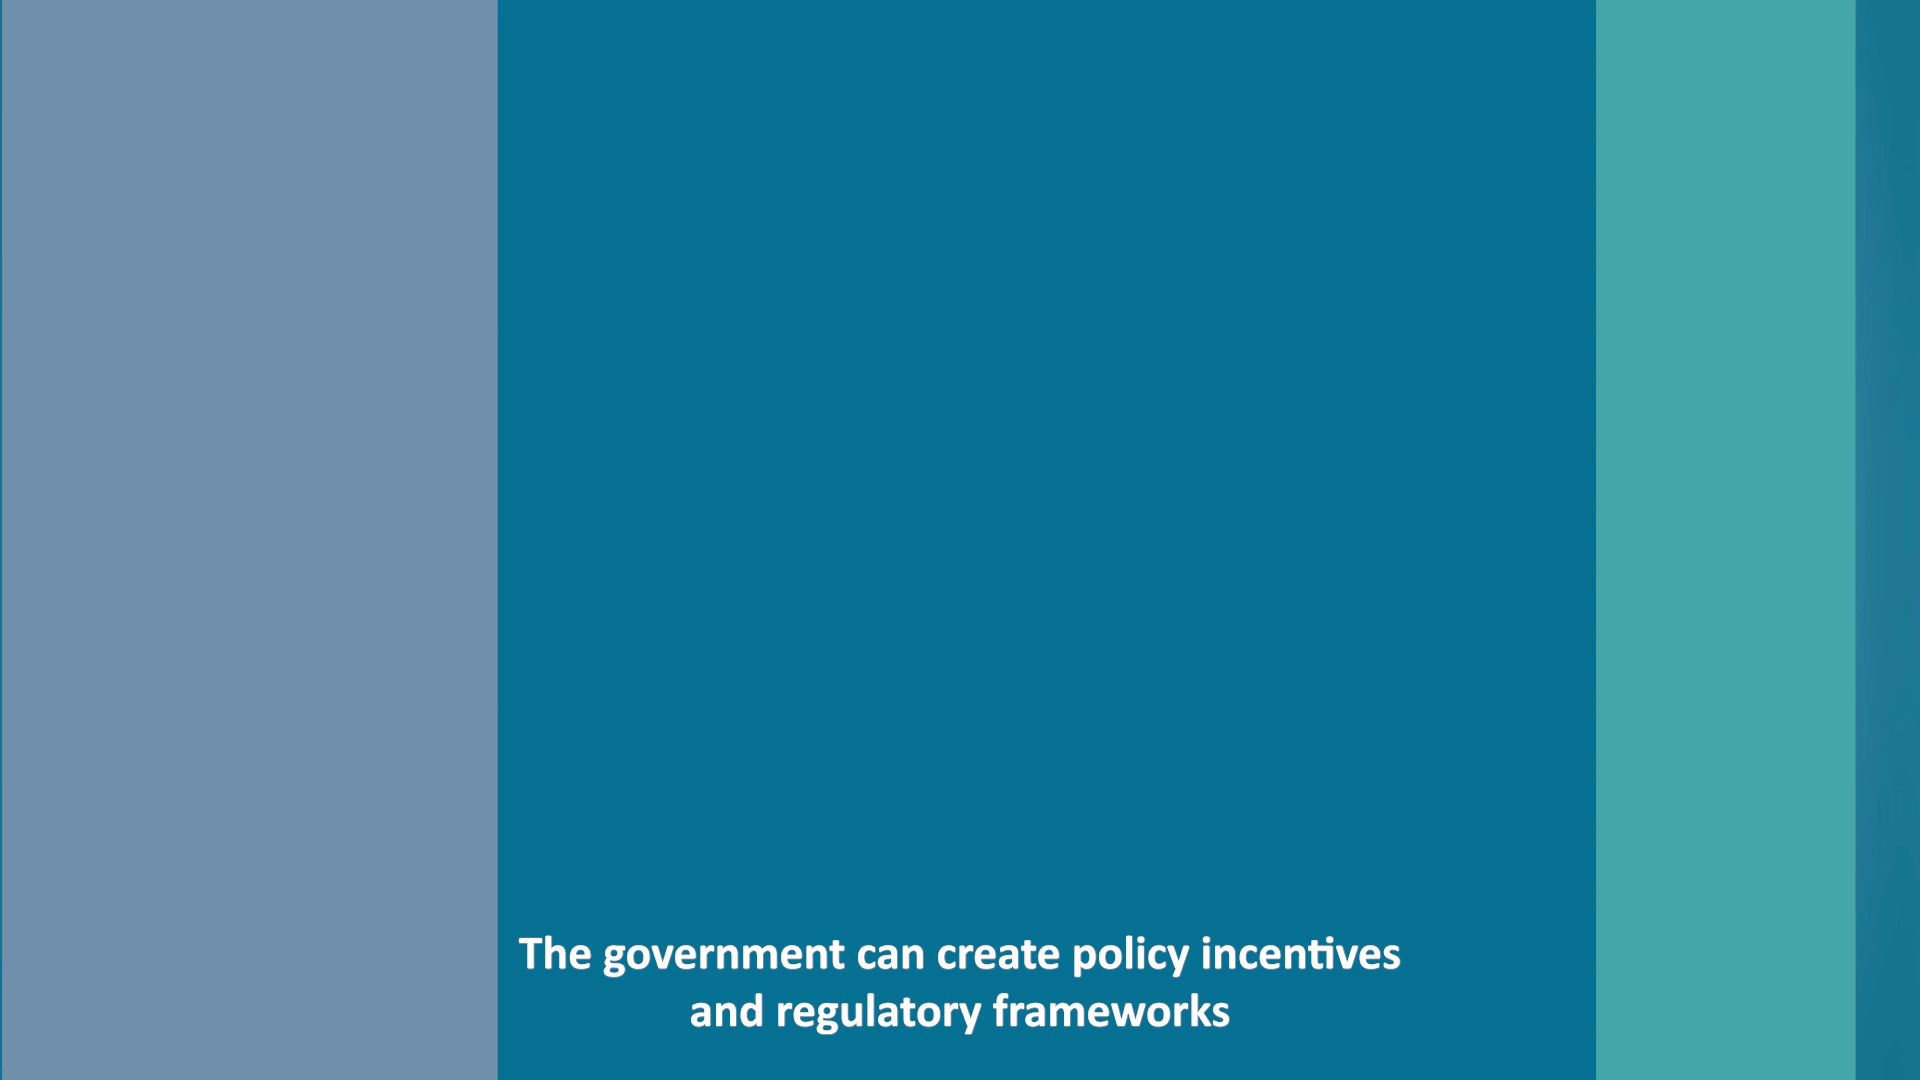 The government can create policy incentives
and regulatory frameworks